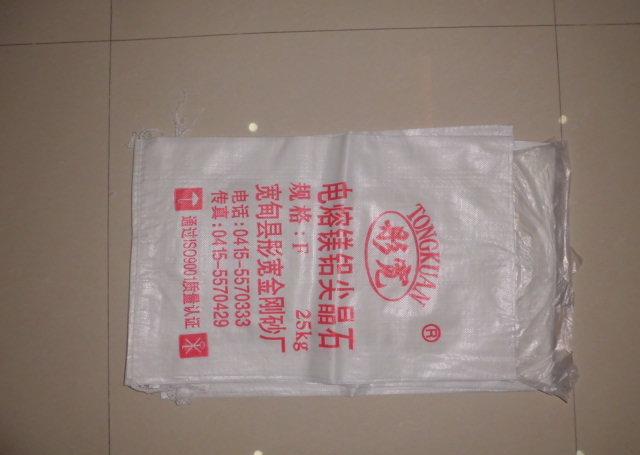 TONGKUAN
彤宽
®
电熔镁铝尖晶石
规格:F 25kg
宽甸县彤宽金刚砂厂
电话:0415-5570333
传真:0415-5570429
通过ISO9001质量认证